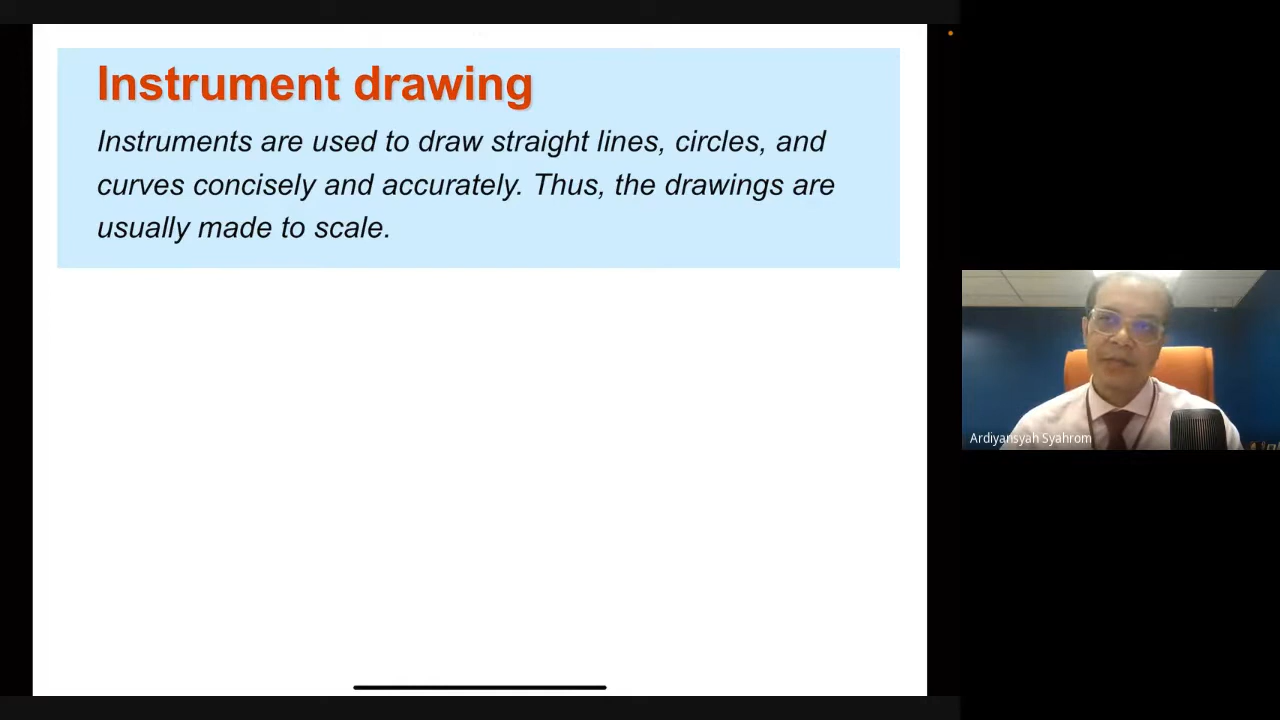 Instrument drawing
Instruments are used to draw straight lines, circles, and
curves concisely and accurately. Thus, the drawings are
usually made to scale.
Ardiyansyah Syahrom